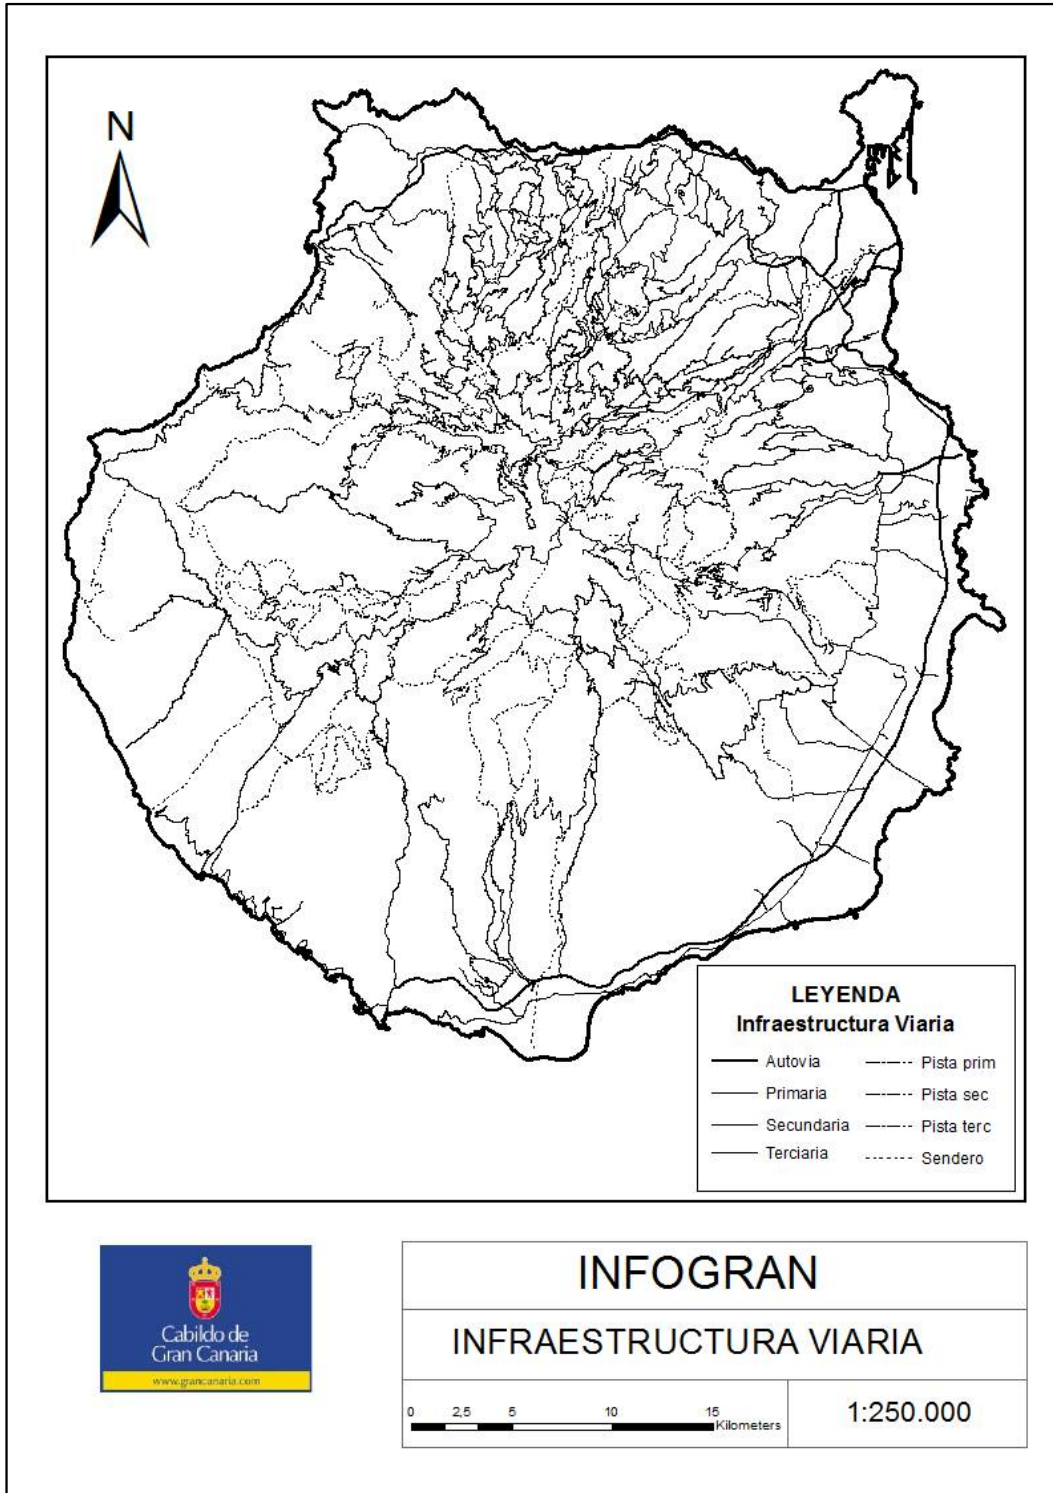 N
LEYENDA
Infraestructura Viaria
Autovia
Primaria
Secundaria
Terciaria
Pista prim
Pista sec
Pista terc
Sendero
Cabildo de
Gran Canaria
www.grancanaria.com
INFOGRAN
INFRAESTRUCTURA VIARIA
0 2,5 5 10 15
Kilometers
1:250.000